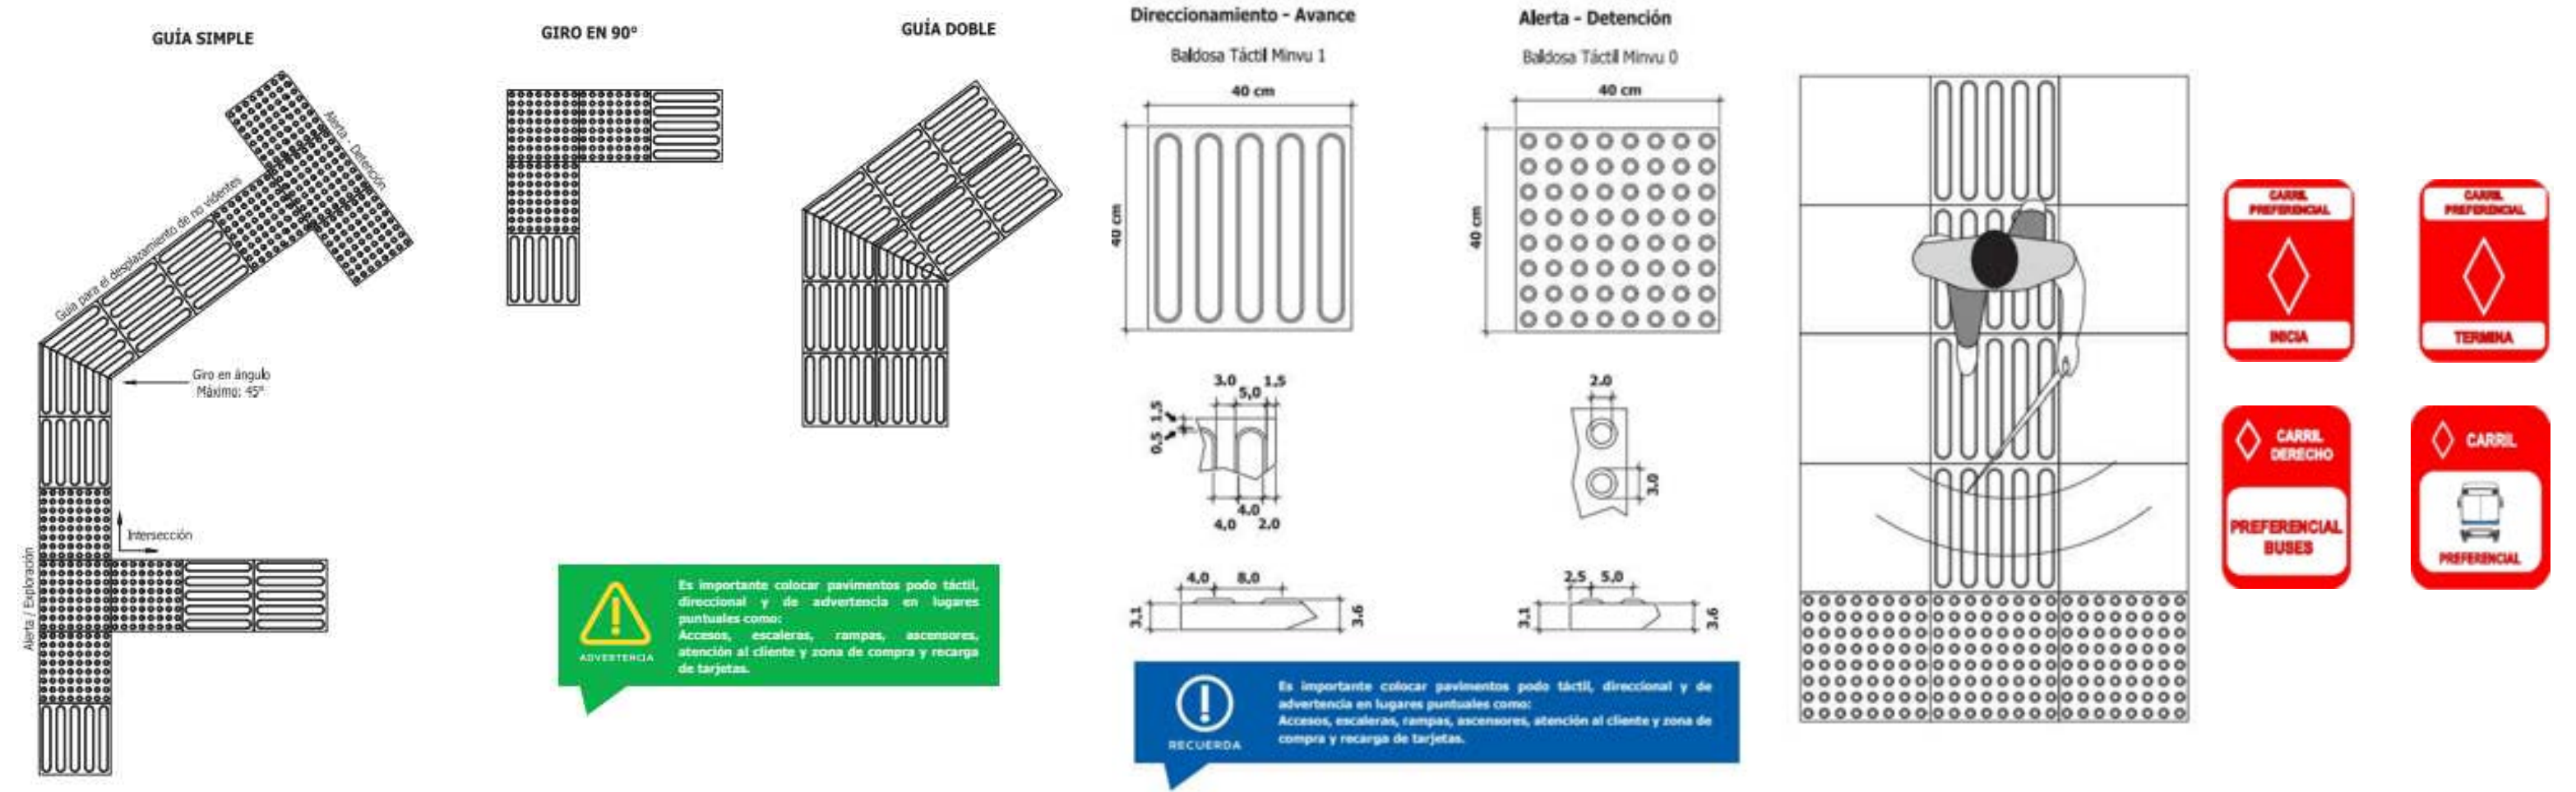 GUÍA SIMPLE
Alerta - Detención
Guía para el desplazamiento de no videntes
Giro en ángulo
Máximo: 45°
Intersección
Alerta / Exploración
GIRO EN 90°
GUÍA DOBLE
ADVERTENCIA
Es importante colocar pavimentos podo táctil,
direccional y de advertencia en lugares
puntuales como:
Accesos, escaleras, rampas, ascensores,
atención al cliente y zona de compra y recarga
de tarjetas.
Direccionamiento - Avance
Baldosa Táctil Minvu 1
40 cm
40 cm
3.0
1.5
5,0
1.5
0.5
4.0
4,0
2.0
4,0
8,0
3.1
3.6
Alerta - Detención
Baldosa Táctil Minvu 0
40 cm
40 cm
2.0
3.0
2.5
5,0
3.1
3.6
RECUERDA
Es importante colocar pavimentos podo táctil, direccional y de
advertencia en lugares puntuales como:
Accesos, escaleras, rampas, ascensores, atención al cliente y zona de
compra y recarga de tarjetas.
CARRIL
PREFERENCIAL
INICIA
CARRIL
PREFERENCIAL
TERMINA
CARRIL
DERECHO
PREFERENCIAL
BUSES
CARRIL
PREFERENCIAL